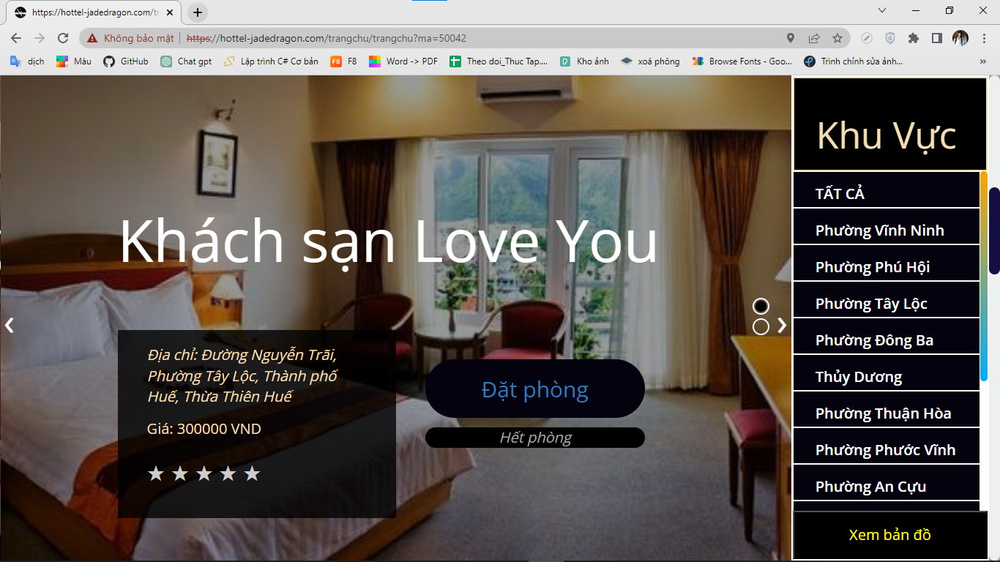 https://hottel-jadedragon.com/tr
Không bảo mật
https://hottel-jadedragon.com/trangchu/trangchu?ma=50042
dịch
Màu
GitHub
Chat gpt
Lập trình C# Cơ bản
F8
F8
Word -> PDF
Theo doi_Thuc Tap....
Kho ảnh
xoá phông
Browse Fonts - Goo...
Trình chỉnh sửa ảnh...
»
Khách sạn Love You
Địa chỉ: Đường Nguyễn Trãi,
Phường Tây Lộc, Thành phố
Huế, Thừa Thiên Huế
Giá: 300000 VND
Đặt phòng
Hết phòng
Khu Vực
TẤT CẢ
Phường Vĩnh Ninh
Phường Phú Hội
Phường Tây Lộc
Phường Đông Ba
Thủy Dương
Phường Thuận Hòa
Phường Phước Vĩnh
Phường An Cựu
Xem bản đồ